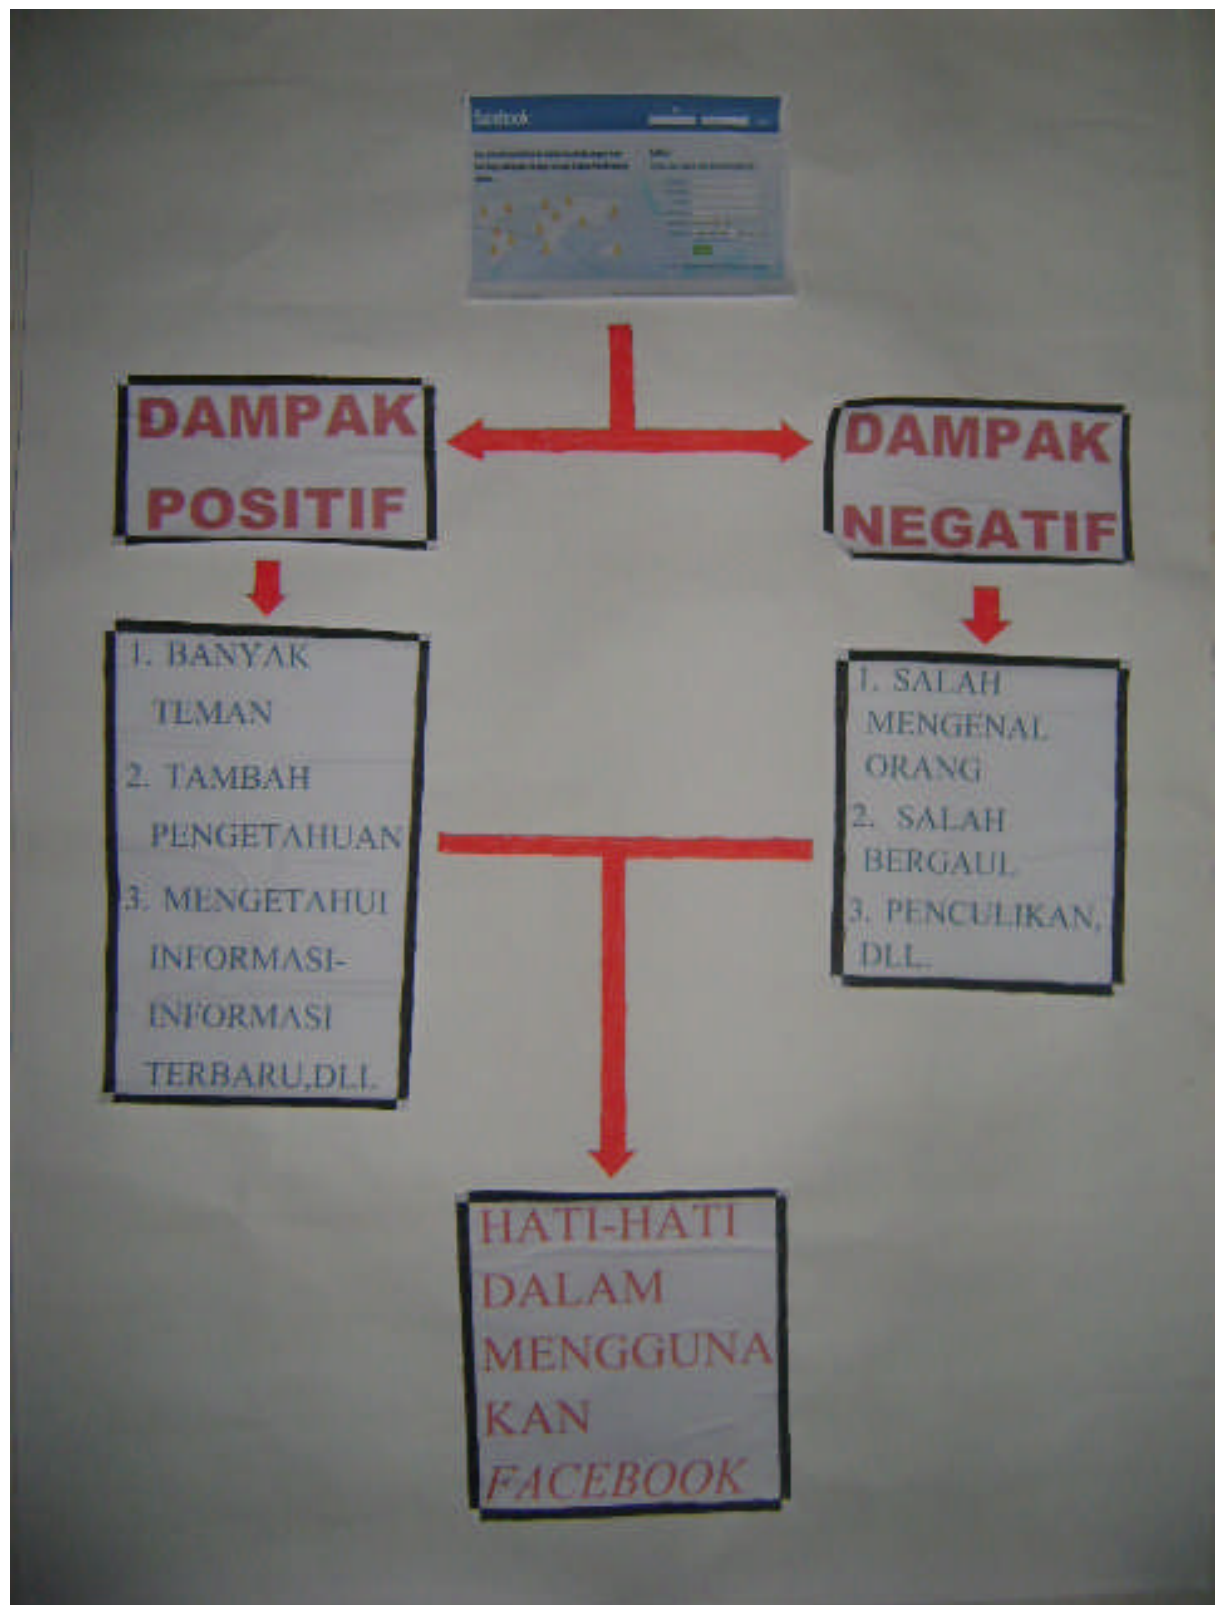 facebook
DAMPAK
POSITIF
DAMPAK
NEGATIF
1. BANYAK
TEMAN
2. TAMBAH
PENGETAHUAN
3. MENGETAHUI
INFORMASI-
INFORMASI
TERBARU,DLL
1. SALAH
MENGENAL
ORANG
2. SALAH
BERGAUL
3. PENCULIKAN,
DLL.
HATI-HATI
DALAM
MENGGUNA
KAN
FACEBOOK